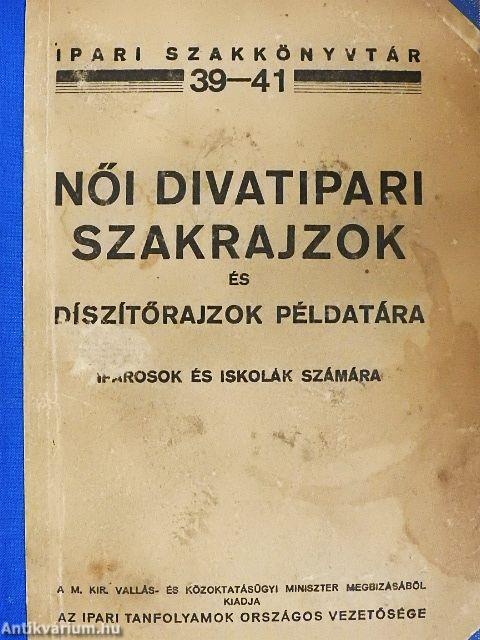 IPARI SZAKKÖNYVTÁR
39—41
NŐI DIVATIPARI
SZAKRAJZOK
ÉS
DÍSZÍTŐRAJZOK PÉLDATÁRA
IPAROSOK ÉS ISKOLÁK SZÁMÁRA
A M. KIR. VALLÁS- ÉS KÖZOKTATÁSÜGYI MINISZTER MEGBIZÁSÁBÓL
KIADJA
AZ IPARI TANFOLYAMOK ORSZÁGOS VEZETŐSÉGE
Antikvárium.hu